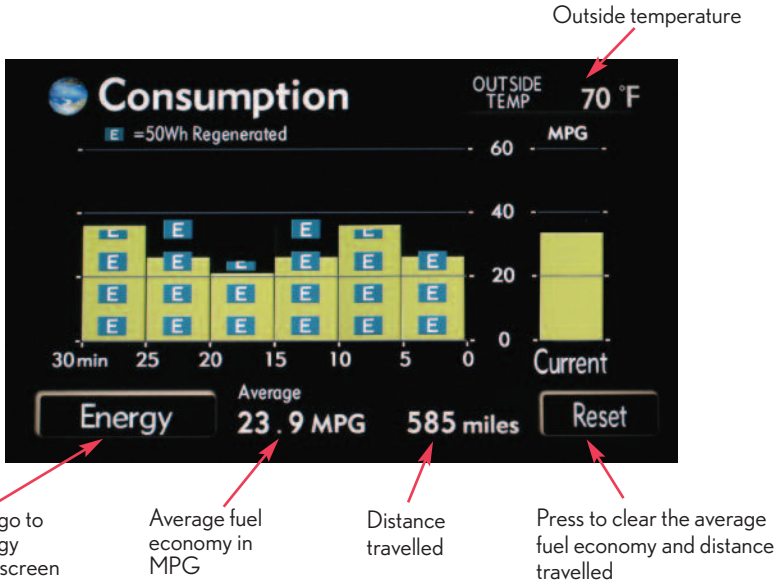 Outside temperature
Consumption
OUTSIDE
TEMP
70 °F
E =50Wh Regenerated
MPG
60
40
E E E E
E E E E E E
20
E E E E E E
E E E E E E
0
30 min 25 20 15 10 5 0
Current
Energy
Average
23.9 MPG
585 miles
Reset
go to
gy
screen
Average fuel
economy in
MPG
Distance
travelled
Press to clear the average
fuel economy and distance
travelled